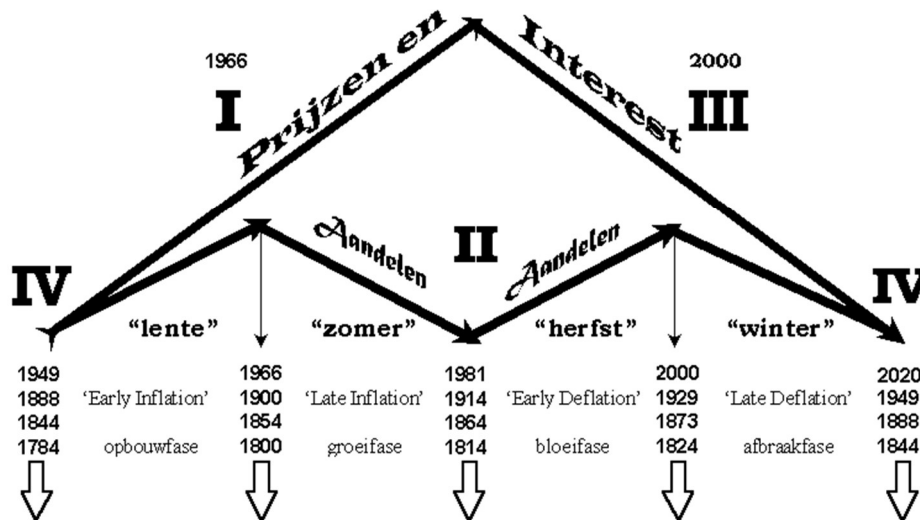 Prijzen en Interest
1966
2000
I
III
Aandelen
II
Aandelen
IV
IV
“lente”
“zomer”
“herfst”
“winter”
1949
1966
1981
2000
2020
1888
‘Early Inflation’
1900
‘Late Inflation’
1914
‘Early Deflation’
1929
‘Late Deflation’
1949
1844
1854
1864
1873
1888
1784
opbouwfase
1800
groeifase
1814
bloeifase
1824
afbraakfase
1844